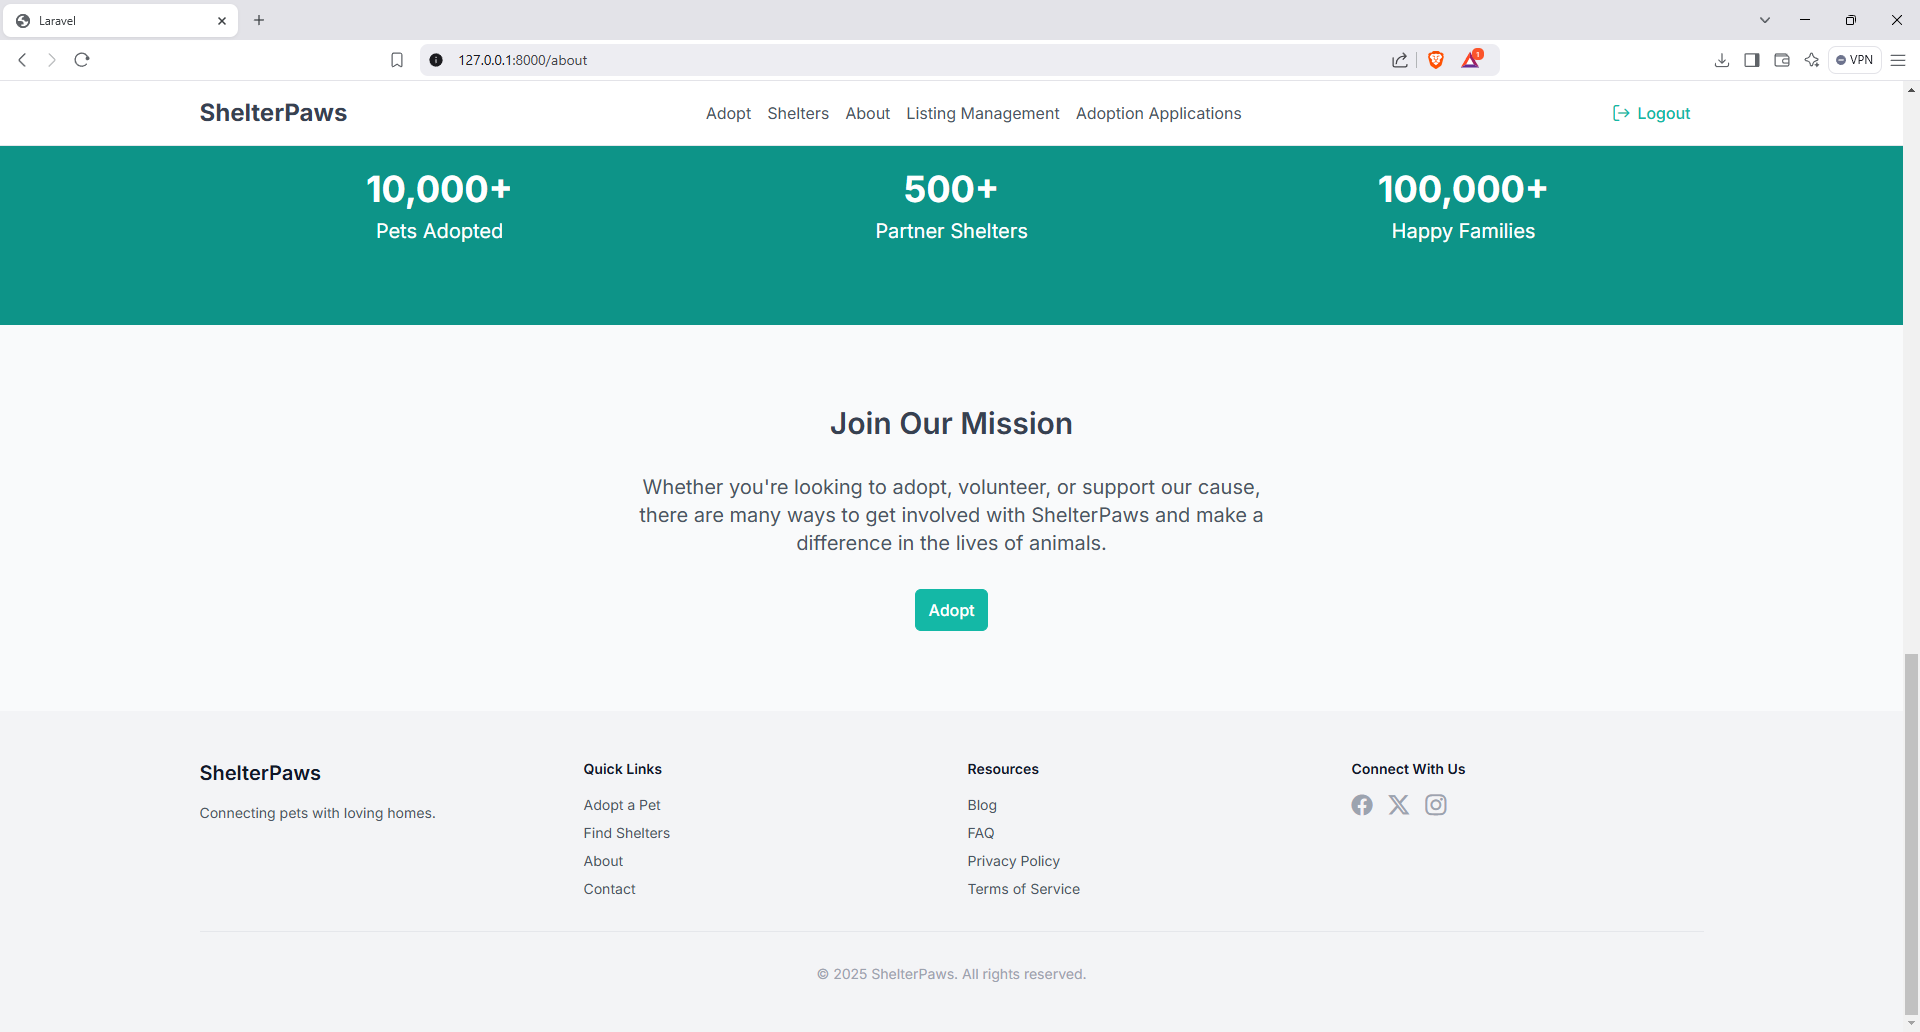 Laravel
127.0.0.1:8000/about
1
VPN
ShelterPaws
Adopt Shelters About Listing Management Adoption Applications
Logout
10,000+
Pets Adopted
500+
Partner Shelters
100,000+
Happy Families
Join Our Mission
Whether you're looking to adopt, volunteer, or support our cause,
there are many ways to get involved with ShelterPaws and make a
difference in the lives of animals.
Adopt
ShelterPaws
Connecting pets with loving homes.
Quick Links
Adopt a Pet
Find Shelters
About
Contact
Resources
Blog
FAQ
Privacy Policy
Terms of Service
Connect With Us
© 2025 ShelterPaws. All rights reserved.